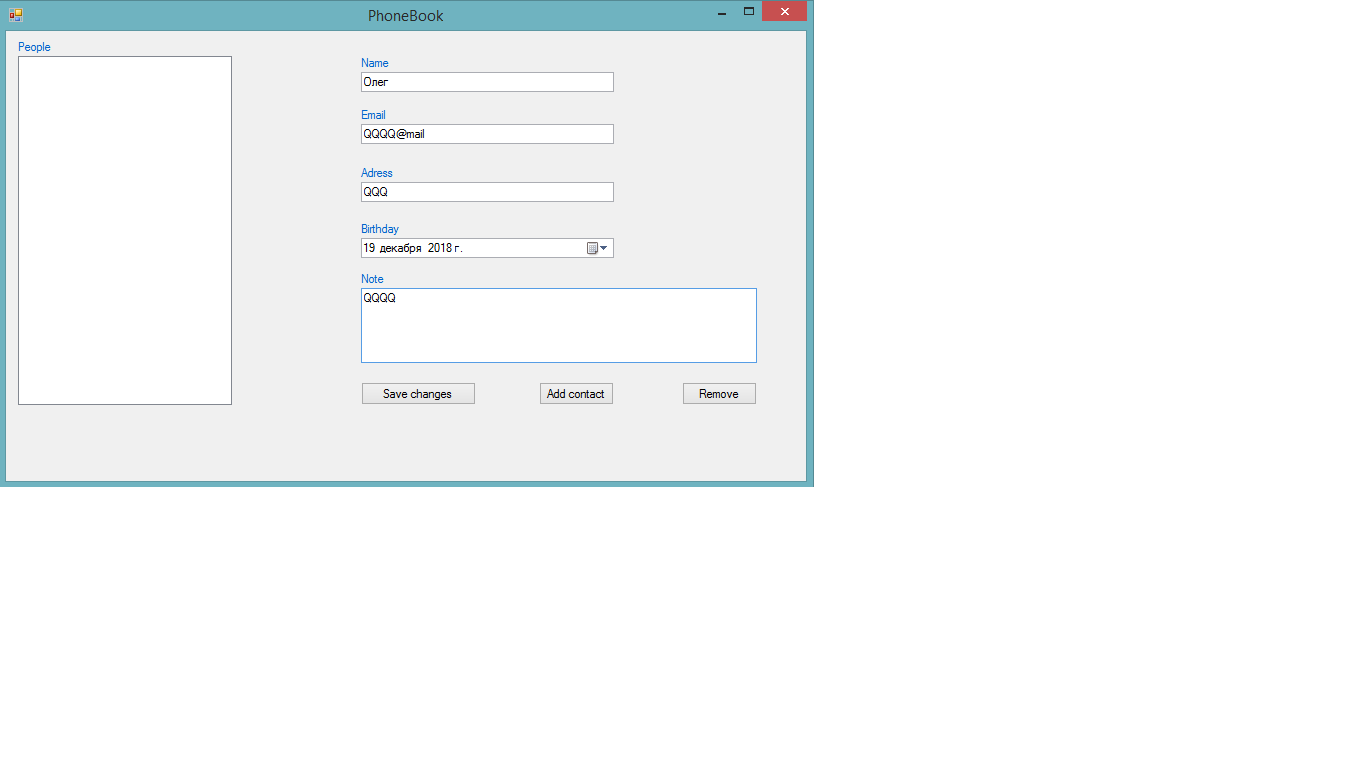 PhoneBook
People
Name
Олег
Email
QQQQ@mail
Adress
QQQ
Birthday
19 декабря 2018 г.
Note
QQQQ
Save changes
Add contact
Remove